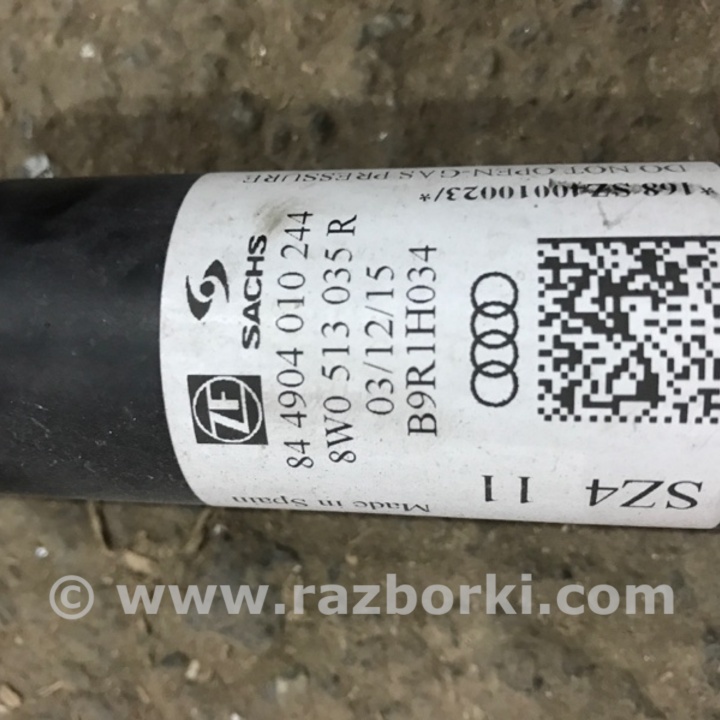 DO NOT OPEN-GAS PRESSURE
*168 SZ40010023/*
SACHS
ZF
84 4904 010 244
8W0 513 035 R
03/12/15
B9R1H034
SZ4 11
Made in Spain
© www.razborki.com